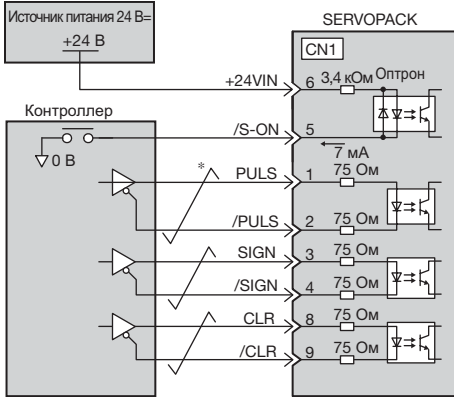 Источник питания 24 В=
+24 В
SERVOPACK
CN1
+24VIN
6
3,4 кОм
Оптрон
Контроллер
/S-ON
5
0 В
7 мА
*
PULS
1
75 Ом
/PULS
2
75 Ом
SIGN
3
75 Ом
/SIGN
4
75 Ом
CLR
8
75 Ом
/CLR
9
75 Ом